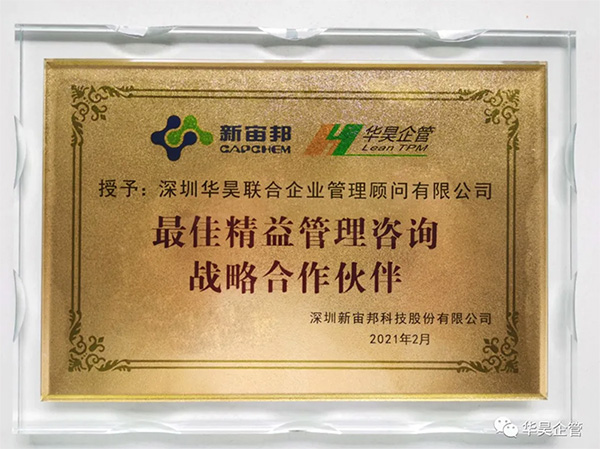 新宙邦 华昊企管
CAPCHEM Lean TPM
授予：深圳华昊联合企业管理顾问有限公司
最佳精益管理咨询
战略合作伙伴
深圳新宙邦科技股份有限公司
2021年2月
华昊企管